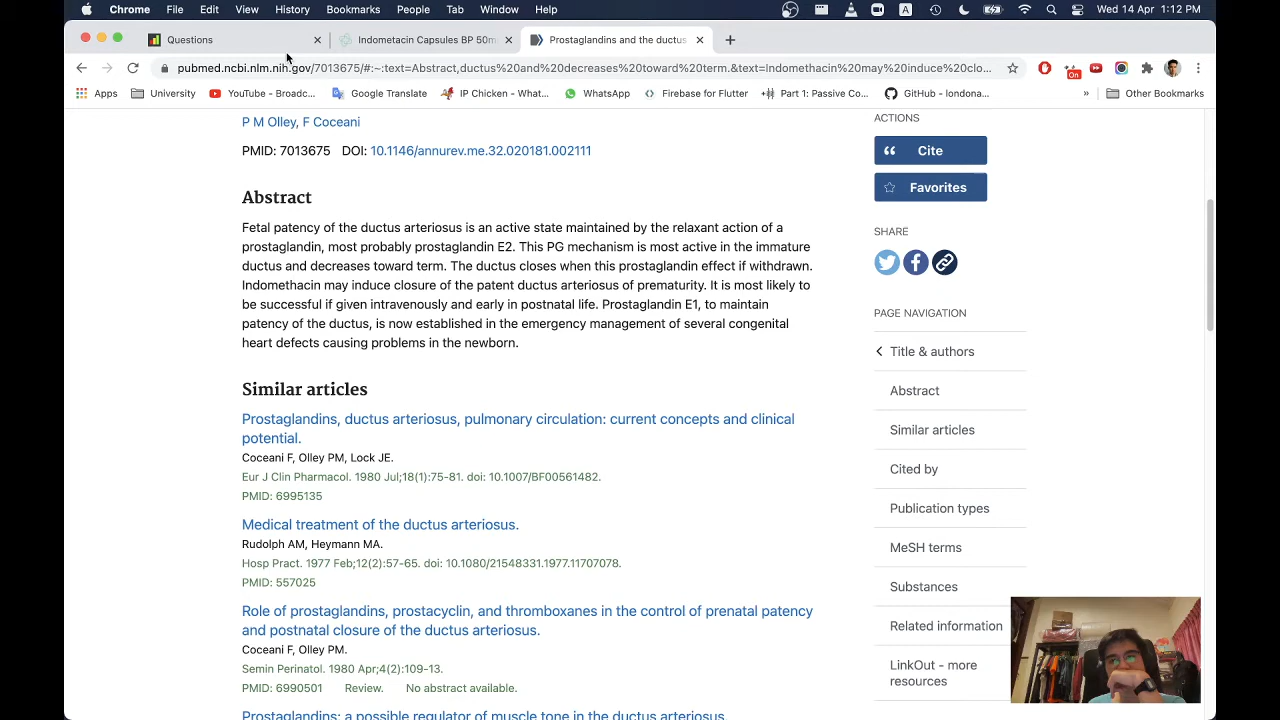 Chrome File Edit View History Bookmarks People Tab Window Help
A
Wed 14 Apr 1:12 PM
Questions
Indometacin Capsules BP 50m
Prostaglandins and the ductus
pubmed.ncbi.nlm.nih.gov/7013675/#:~:text=Abstract,ductus%20and%20decreases%20toward%20term.&text=Indomethacin%20may%20induce%20clo...
On
Apps University YouTube - Broadc... Google Translate IP Chicken - What... WhatsApp Firebase for Flutter Part 1: Passive Co... GitHub - londona... » Other Bookmarks
P M Olley, F Coceani
PMID: 7013675 DOI: 10.1146/annurev.me.32.020181.002111
Abstract
Fetal patency of the ductus arteriosus is an active state maintained by the relaxant action of a
prostaglandin, most probably prostaglandin E2. This PG mechanism is most active in the immature
ductus and decreases toward term. The ductus closes when this prostaglandin effect if withdrawn.
Indomethacin may induce closure of the patent ductus arteriosus of prematurity. It is most likely to
be successful if given intravenously and early in postnatal life. Prostaglandin E1, to maintain
patency of the ductus, is now established in the emergency management of several congenital
heart defects causing problems in the newborn.
Similar articles
Prostaglandins, ductus arteriosus, pulmonary circulation: current concepts and clinical
potential.
Coceani F, Olley PM, Lock JE.
Eur J Clin Pharmacol. 1980 Jul;18(1):75-81. doi: 10.1007/BF00561482.
PMID: 6995135
Medical treatment of the ductus arteriosus.
Rudolph AM, Heymann MA.
Hosp Pract. 1977 Feb;12(2):57-65. doi: 10.1080/21548331.1977.11707078.
PMID: 557025
Role of prostaglandins, prostacyclin, and thromboxanes in the control of prenatal patency
and postnatal closure of the ductus arteriosus.
Coceani F, Olley PM.
Semin Perinatol. 1980 Apr;4(2):109-13.
PMID: 6990501 Review. No abstract available.
Prostaglandins: a possible regulator of muscle tone in the ductus arteriosus.
ACTIONS
Cite
Favorites
SHARE
PAGE NAVIGATION
Title & authors
Abstract
Similar articles
Cited by
Publication types
MeSH terms
Substances
Related information
LinkOut - more
resources